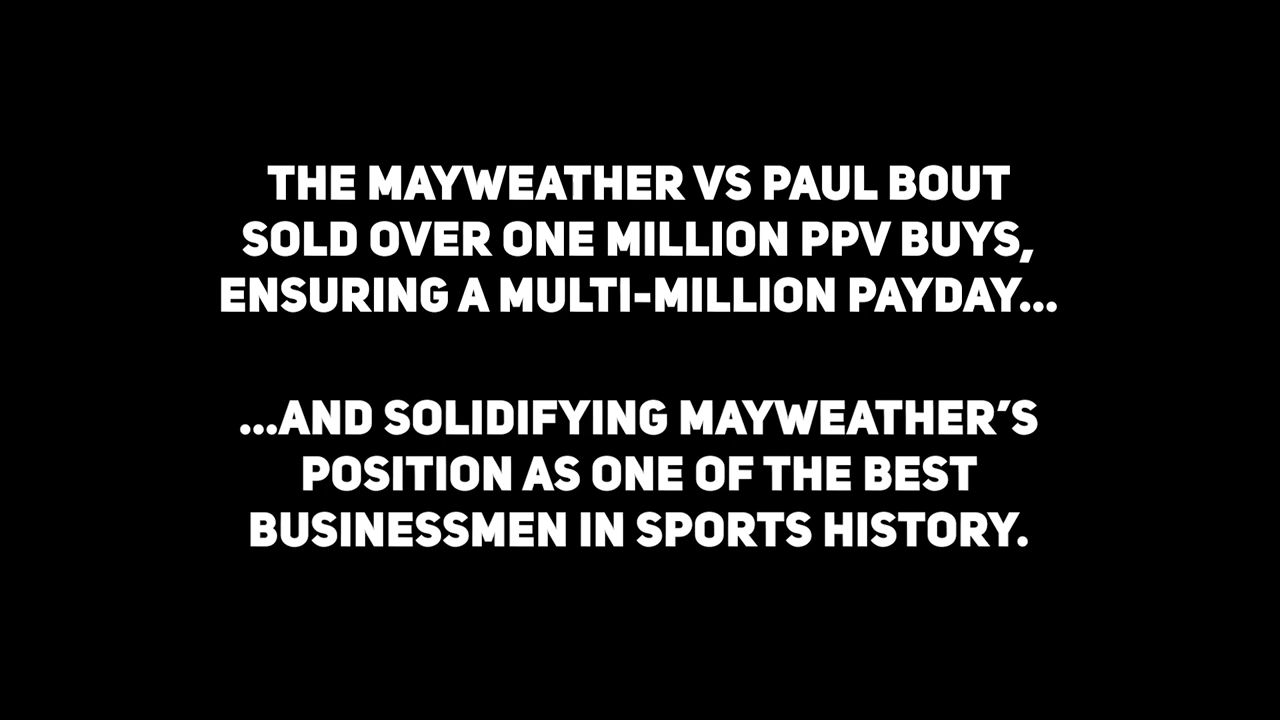 THE MAYWEATHER VS PAUL BOUT
SOLD OVER ONE MILLION PPV BUYS,
ENSURING A MULTI-MILLION PAYDAY...
...AND SOLIDIFYING MAYWEATHER’S
POSITION AS ONE OF THE BEST
BUSINESSMEN IN SPORTS HISTORY.